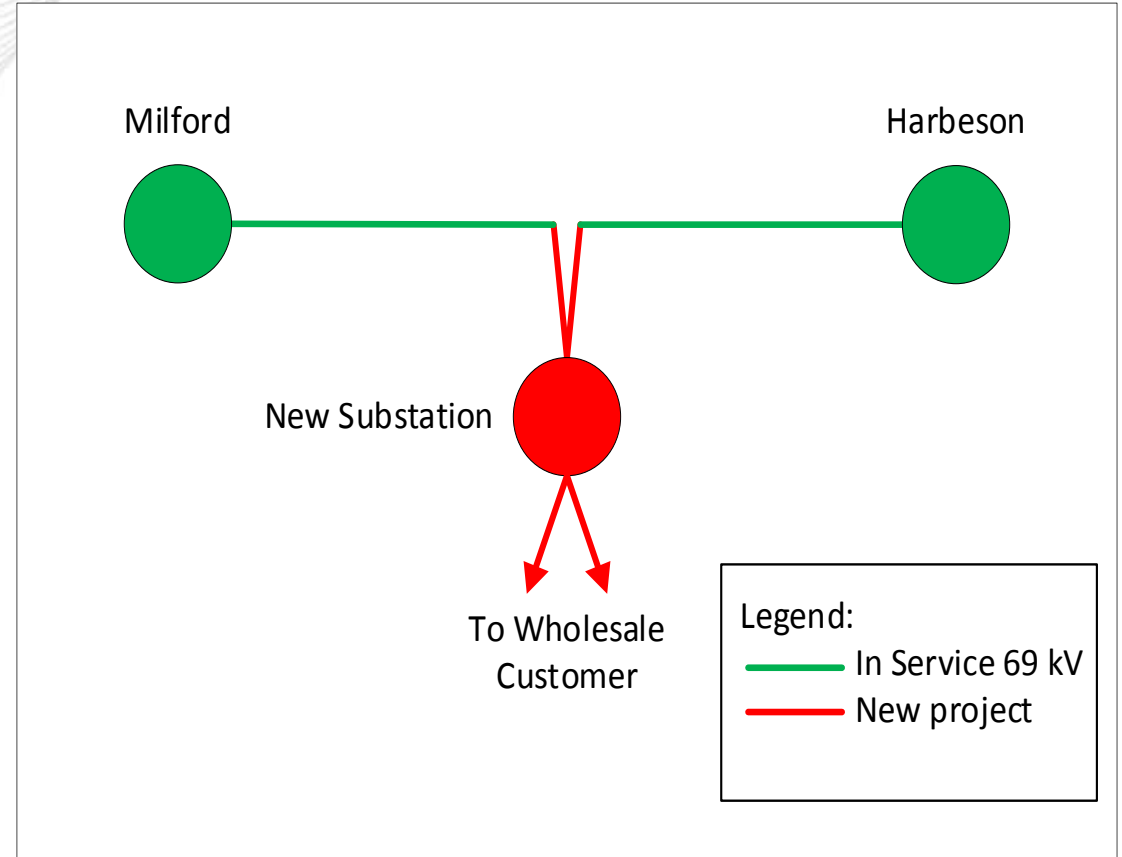 Milford
Harbeson
New Substation
To Wholesale
Customer
Legend:
In Service 69 kV
New project